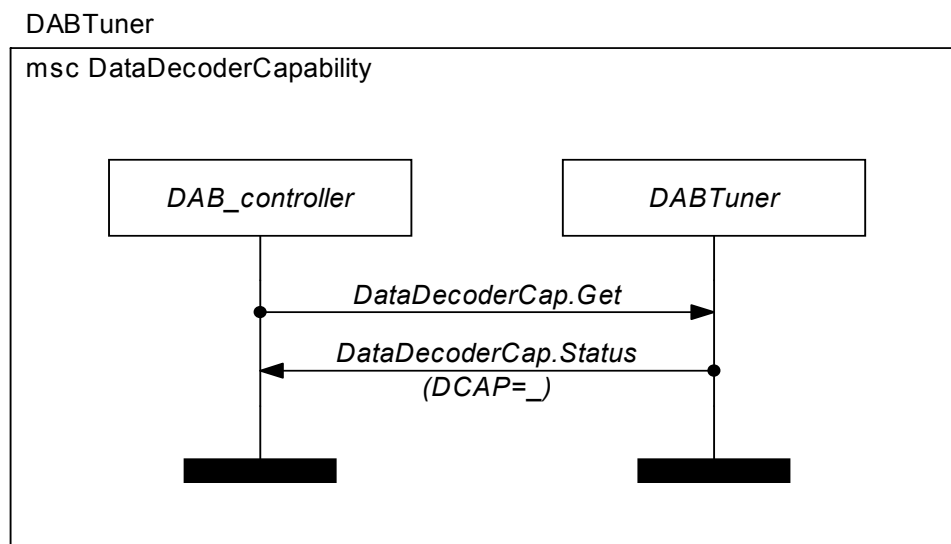 DABTuner
msc DataDecoderCapability
DAB_controller
DABTuner
DataDecoderCap.Get
DataDecoderCap.Status
(DCAP=_)